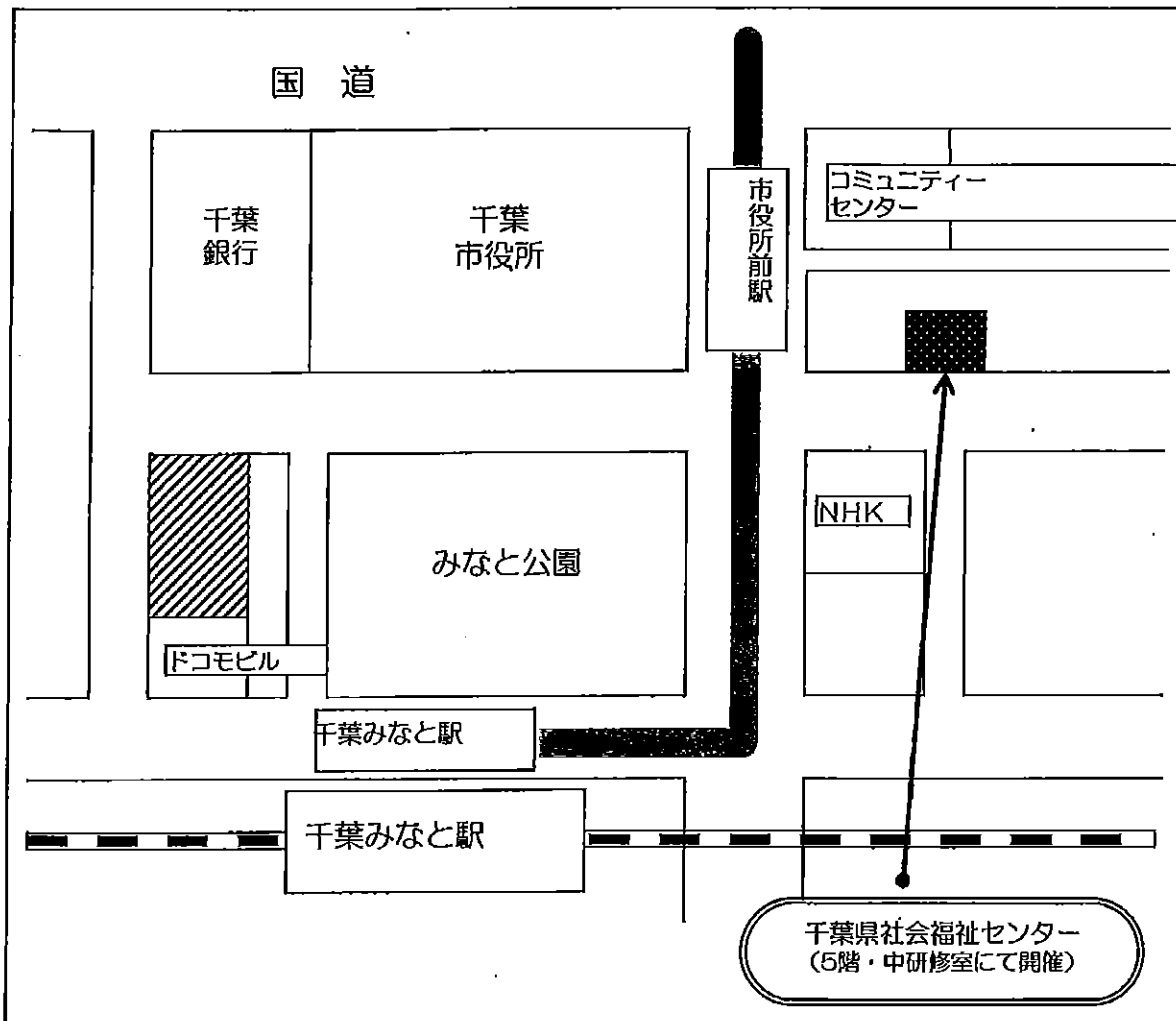 国道
千葉
銀行
千葉
市役所
市役所前駅
コミュニティー
センター
NHK
みなと公園
ドコモビル
千葉みなと駅
千葉みなと駅
千葉県社会福祉センター
(5階・中研修室にて開催)